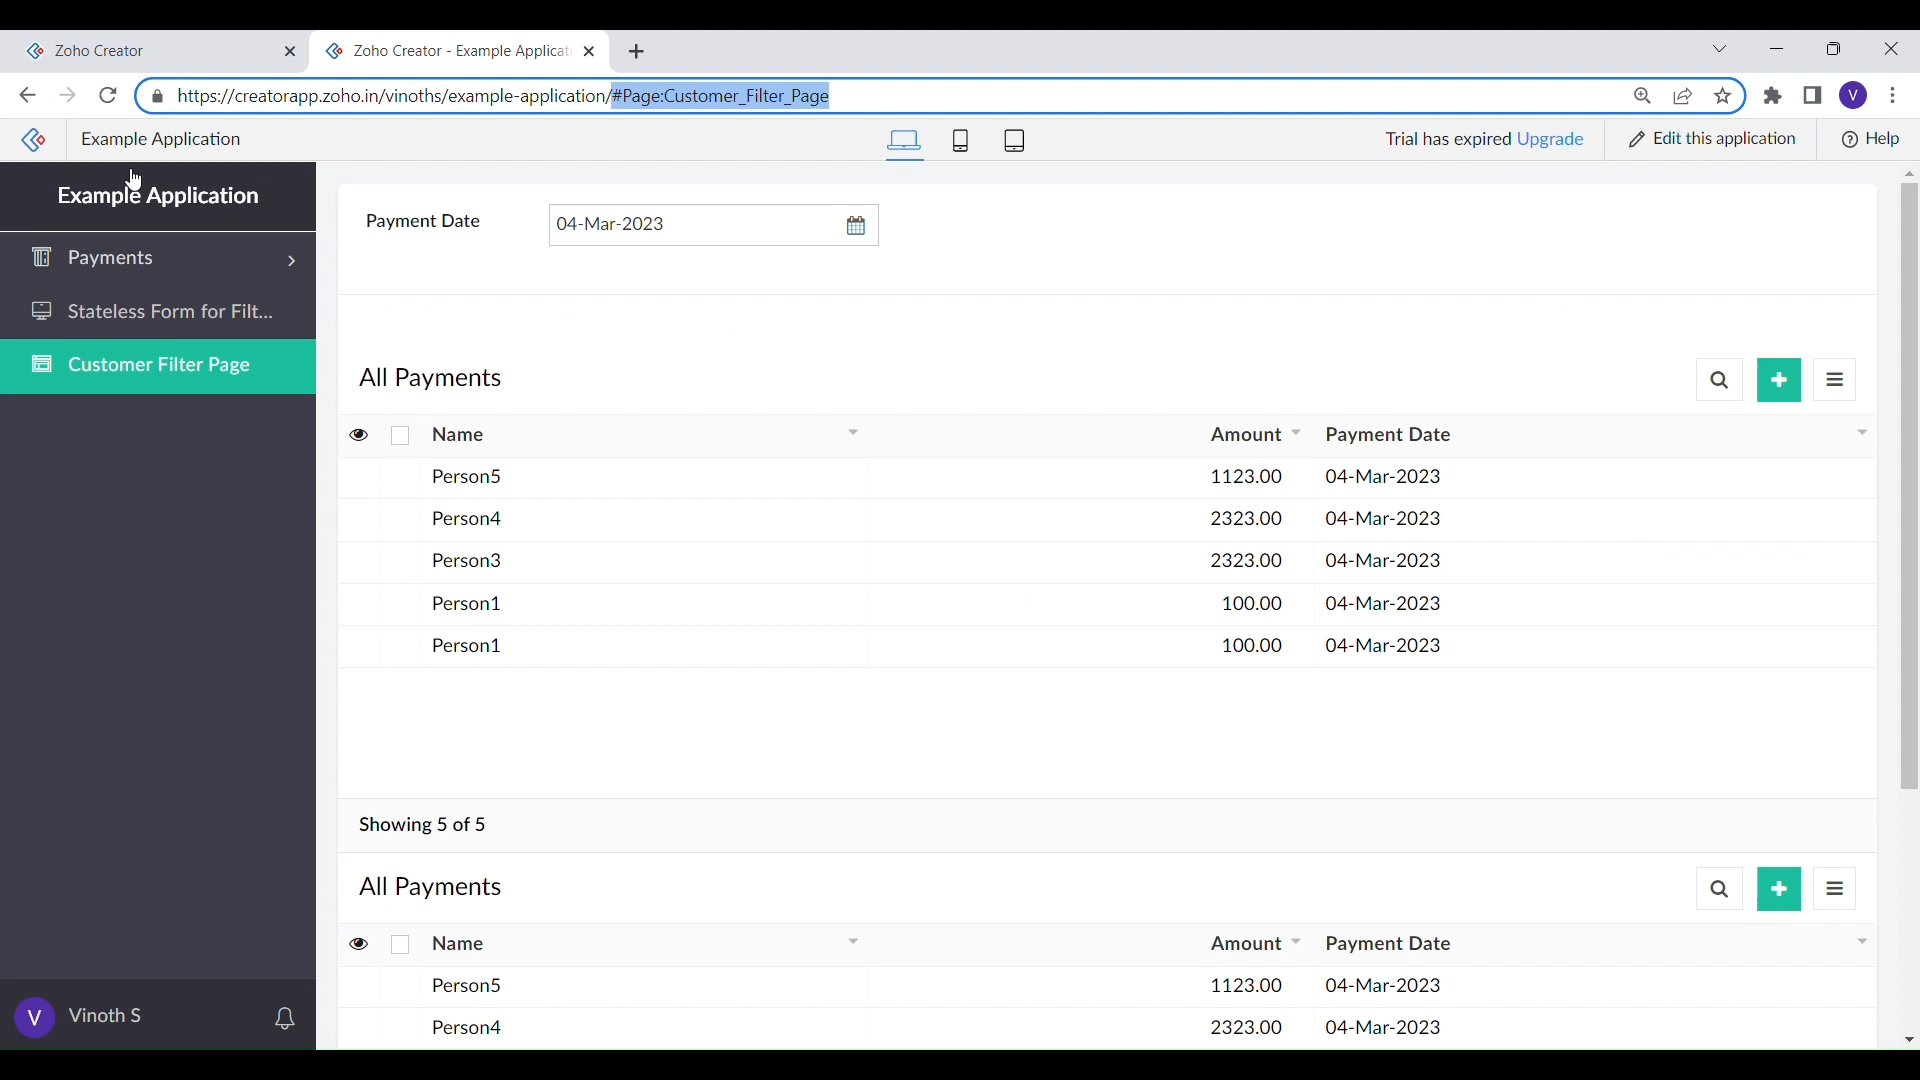 Zoho Creator
Zoho Creator - Example Applicat
https://creatorapp.zoho.in/vinoths/example-application/#Page:Customer_Filter_Page
V
Example Application
Trial has expired Upgrade
Edit this application
Help
Example Application
Payments
Stateless Form for Filt...
Customer Filter Page
Vinoth S
V
Payment Date
04-Mar-2023
All Payments
Name Amount Payment Date
Person5 1123.00 04-Mar-2023
Person4 2323.00 04-Mar-2023
Person3 2323.00 04-Mar-2023
Person1 100.00 04-Mar-2023
Person1 100.00 04-Mar-2023
Showing 5 of 5
All Payments
Name Amount Payment Date
Person5 1123.00 04-Mar-2023
Person4 2323.00 04-Mar-2023